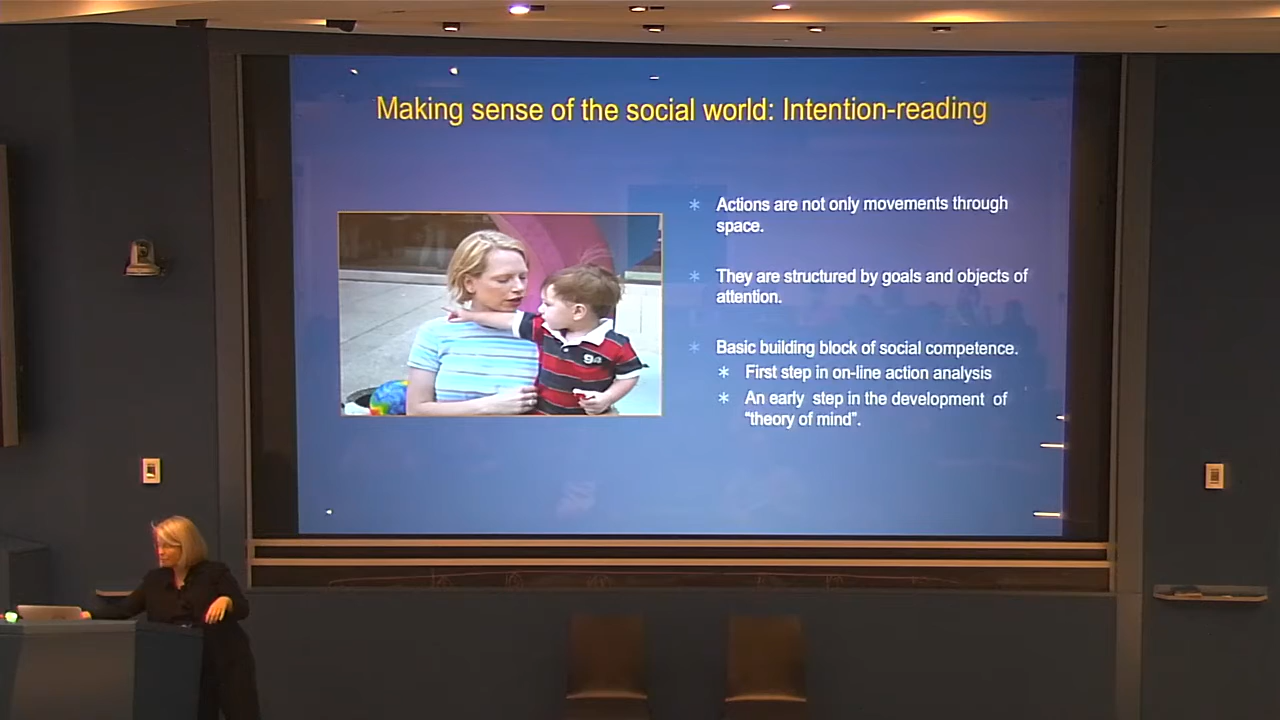 Making sense of the social world: Intention-reading
Actions are not only movements through
space.
They are structured by goals and objects of
attention.
Basic building block of social competence.
First step in on-line action analysis
An early step in the development of
"theory of mind".